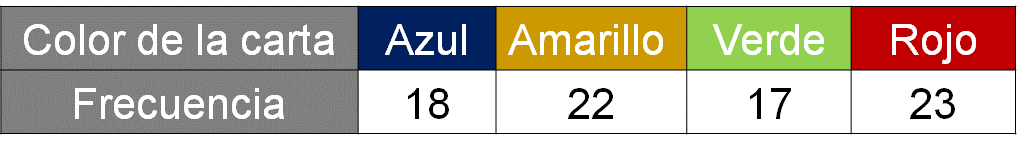 Color de la carta Azul Amarillo Verde Rojo
Frecuencia 18 22 17 23